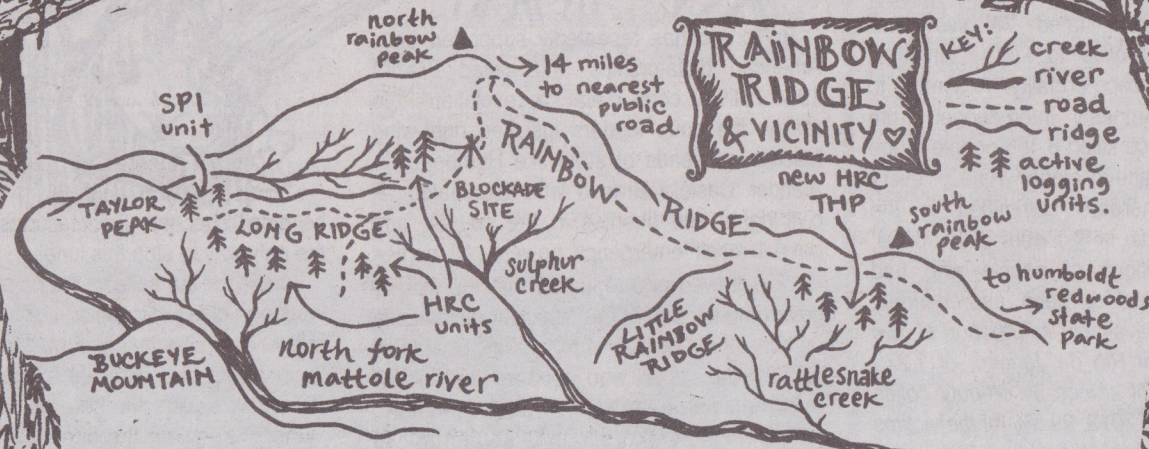 north
rainbow
peak
14 miles
to nearest
public
road
RAINBOW
RIDGE
& VICINITY ♡
KEY:
creek
river
road
ridge
active
logging
units.
SPI
unit
RAINBOW
RIDGE
new HRC
THP
south
rainbow
peak
to humboldt
redwoods
state
park
TAYLOR
PEAK
LONG RIDGE
BLOCKADE
SITE
sulphur
creek
HRC
units
LITTLE
RAINBOW
RIDGE
rattlesnake
creek
BUCKEYE
MOUNTAIN
north fork
mattole river